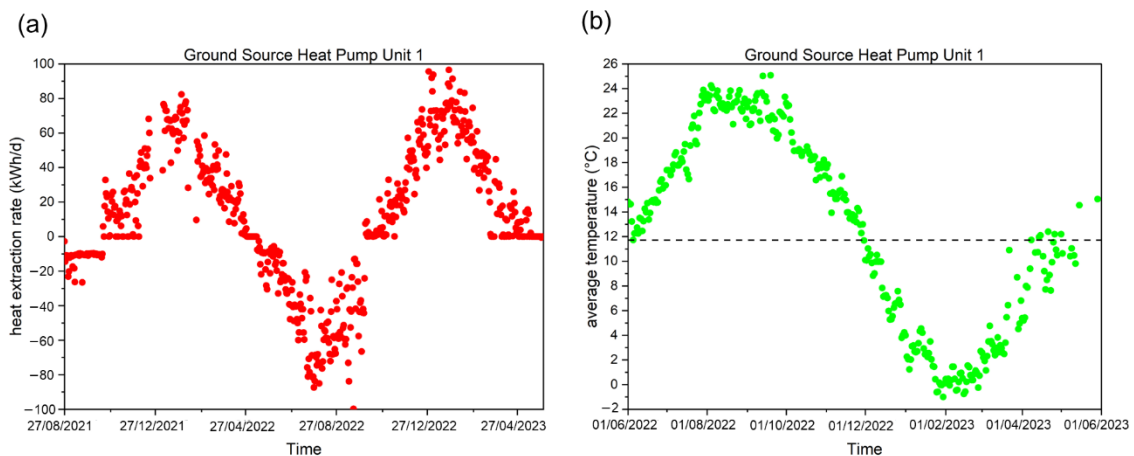 (a)
Ground Source Heat Pump Unit 1
heat extraction rate (kWh/d)
100
80
60
40
20
0
−20
−40
−60
−80
−100
27/08/2021 27/12/2021 27/04/2022 27/08/2022 27/12/2022 27/04/2023
Time
(b)
Ground Source Heat Pump Unit 1
average temperature (°C)
26
24
22
20
18
16
14
12
10
8
6
4
2
0
−2
01/06/2022 01/08/2022 01/10/2022 01/02/2023 01/04/2023 01/06/2023
Time